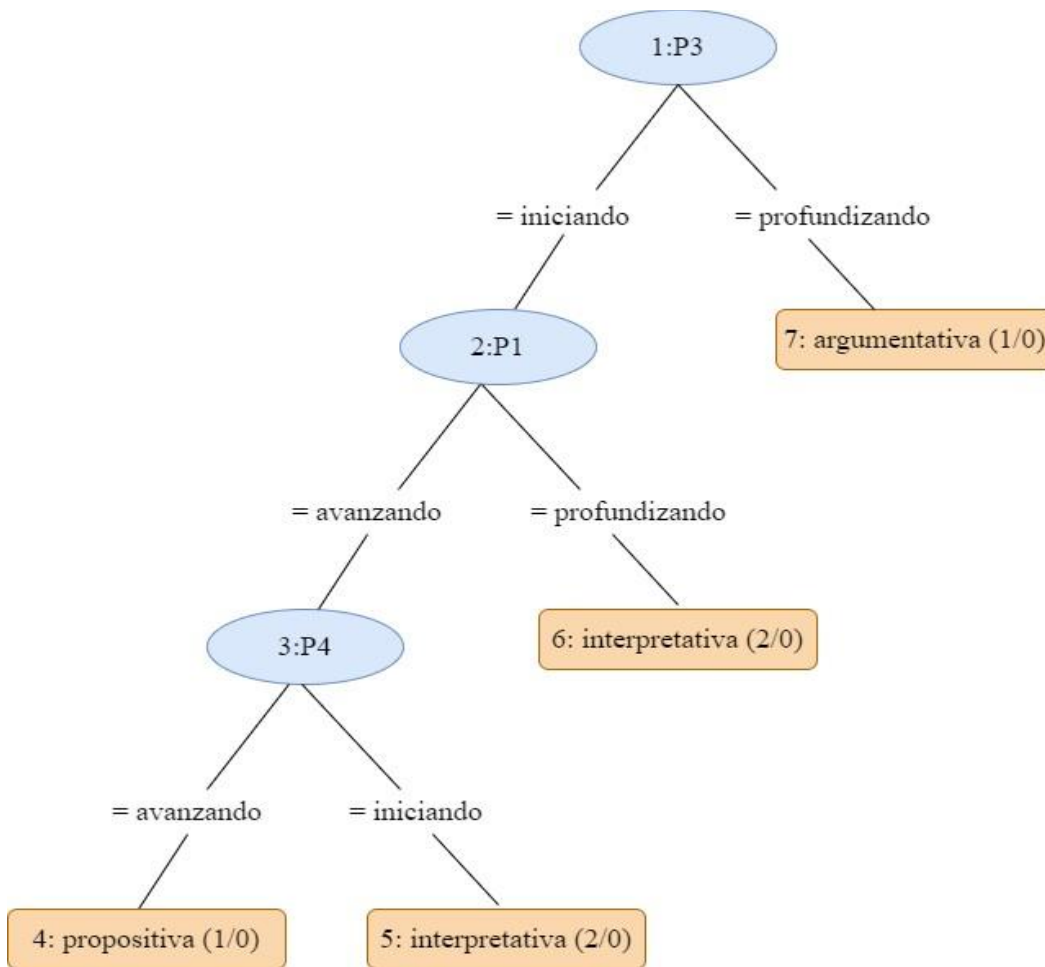 1:P3
= iniciando
= profundizando
2:P1
7: argumentativa (1/0)
= avanzando
= profundizando
3:P4
6: interpretativa (2/0)
= avanzando
= iniciando
4: propositiva (1/0)
5: interpretativa (2/0)